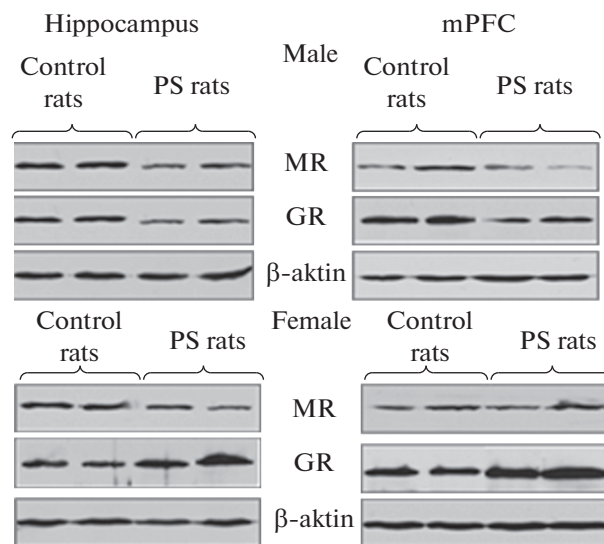 Hippocampus
mPFC
Male
Control
rats
PS rats
Control
rats
PS rats
MR
GR
β-aktin
Female
Control
rats
PS rats
Control
rats
PS rats
MR
GR
β-aktin